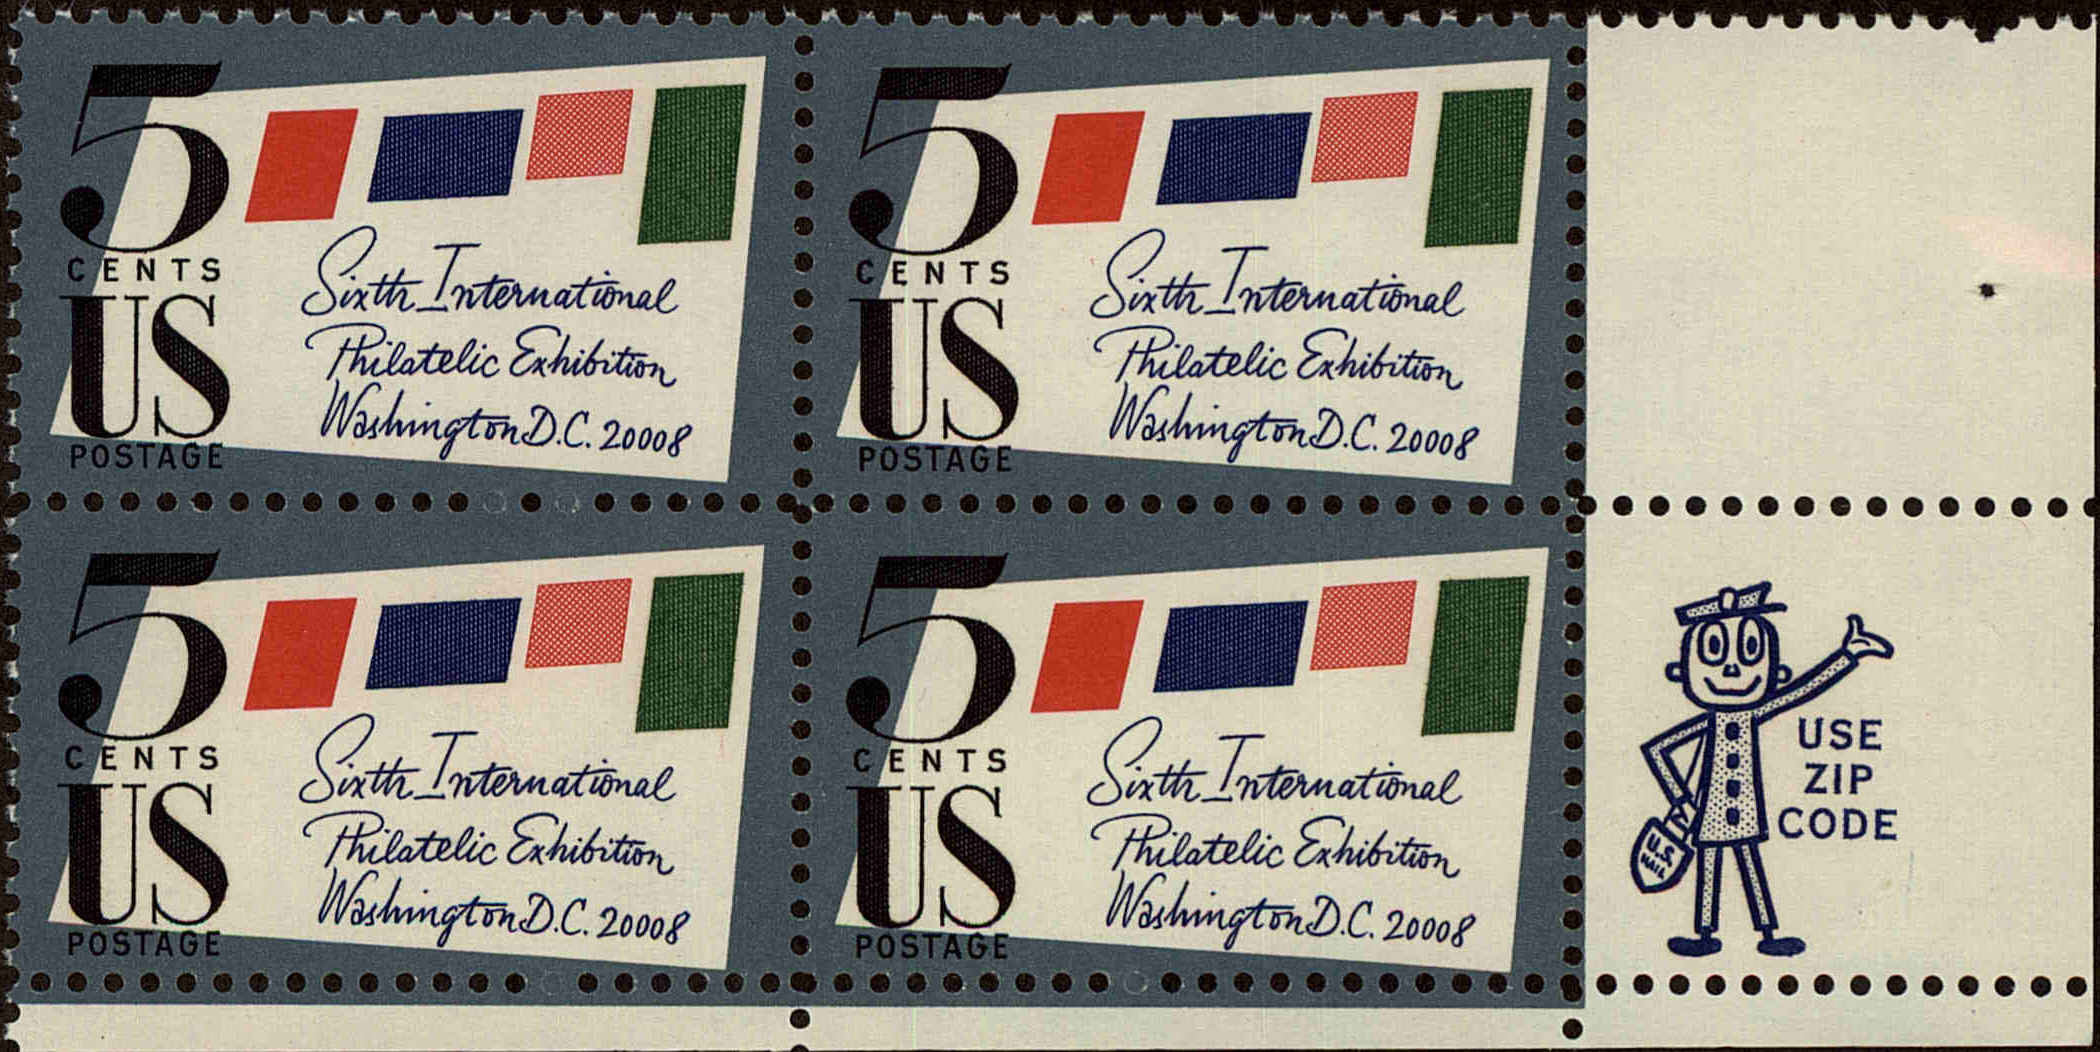 5
CENTS
US
POSTAGE
Sixth International
Philatelic Exhibition
Washington D.C. 20008
5
CENTS
US
POSTAGE
Sixth International
Philatelic Exhibition
Washington D.C. 20008
5
CENTS
US
POSTAGE
Sixth International
Philatelic Exhibition
Washington D.C. 20008
5
CENTS
US
POSTAGE
Sixth International
Philatelic Exhibition
Washington D.C. 20008
USE
ZIP
CODE
U.S.
MAIL